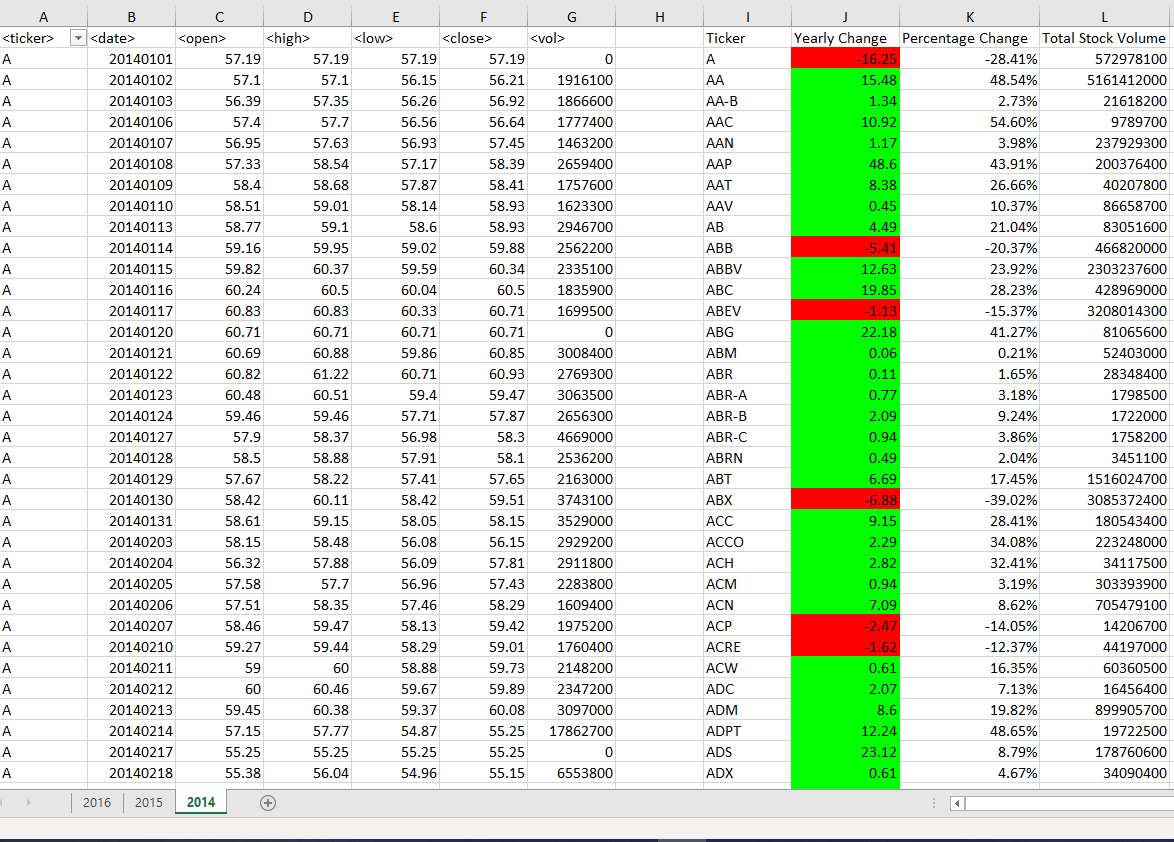 A B C D E F G H I J K L
<ticker> <date> <open> <high> <low> <close> <vol> Ticker Yearly Change Percentage Change Total Stock Volume
A 20140101 57.19 57.19 57.19 57.19 0 A -16.25 -28.41% 572978100
A 20140102 57.1 57.1 56.15 56.21 1916100 AA 15.48 48.54% 5161412000
A 20140103 56.39 57.35 56.26 56.92 1866600 AA-B 1.34 2.73% 21618200
A 20140106 57.4 57.7 56.56 56.64 1777400 AAC 10.92 54.60% 9789700
A 20140107 56.95 57.63 56.93 57.45 1463200 AAN 1.17 3.98% 237929300
A 20140108 57.33 58.54 57.17 58.39 2659400 AAP 48.6 43.91% 200376400
A 20140109 58.4 58.68 57.87 58.41 1757600 AAT 8.38 26.66% 40207800
A 20140110 58.51 59.01 58.14 58.93 1623300 AAV 0.45 10.37% 86658700
A 20140113 58.77 59.1 58.6 58.93 2946700 AB 4.49 21.04% 83051600
A 20140114 59.16 59.95 59.02 59.88 2562200 ABB -5.41 -20.37% 466820000
A 20140115 59.82 60.37 59.59 60.34 2335100 ABBV 12.63 23.92% 2303237600
A 20140116 60.24 60.5 60.04 60.5 1835900 ABC 19.85 28.23% 428969000
A 20140117 60.83 60.83 60.33 60.71 1699500 ABEV -1.13 -15.37% 3208014300
A 20140120 60.71 60.71 60.71 60.71 0 ABG 22.18 41.27% 81065600
A 20140121 60.69 60.88 59.86 60.85 3008400 ABM 0.06 0.21% 52403000
A 20140122 60.82 61.22 60.71 60.93 2769300 ABR 0.11 1.65% 28348400
A 20140123 60.48 60.51 59.4 59.47 3063500 ABR-A 0.77 3.18% 1798500
A 20140124 59.46 59.46 57.71 57.87 2656300 ABR-B 2.09 9.24% 1722000
A 20140127 57.9 58.37 56.98 58.3 4669000 ABR-C 0.94 3.86% 1758200
A 20140128 58.5 58.88 57.91 58.1 2536200 ABRN 0.49 2.04% 3451100
A 20140129 57.67 58.22 57.41 57.65 2163000 ABT 6.69 17.45% 1516024700
A 20140130 58.42 60.11 58.42 59.51 3743100 ABX -6.88 -39.02% 3085372400
A 20140131 58.61 59.15 58.05 58.15 3529000 ACC 9.15 28.41% 180543400
A 20140203 58.15 58.48 56.08 56.15 2929200 ACCO 2.29 34.08% 223248000
A 20140204 56.32 57.88 56.09 57.81 2911800 ACH 2.82 32.41% 34117500
A 20140205 57.58 57.7 56.96 57.43 2283800 ACM 0.94 3.19% 303393900
A 20140206 57.51 58.35 57.46 58.29 1609400 ACN 7.09 8.62% 705479100
A 20140207 58.46 59.47 58.13 59.42 1975200 ACP -2.47 -14.05% 14206700
A 20140210 59.27 59.44 58.29 59.01 1760400 ACRE -1.62 -12.37% 44197000
A 20140211 59 60 58.88 59.73 2148200 ACW 0.61 16.35% 60360500
A 20140212 60 60.46 59.67 59.89 2347200 ADC 2.07 7.13% 16456400
A 20140213 59.45 60.38 59.37 60.08 3097000 ADM 8.6 19.82% 899905700
A 20140214 57.15 57.77 54.87 55.25 17862700 ADPT 12.24 48.65% 19722500
A 20140217 55.25 55.25 55.25 55.25 0 ADS 23.12 8.79% 178760600
A 20140218 55.38 56.04 54.96 55.15 6553800 ADX 0.61 4.67% 34090400
2016 2015 2014